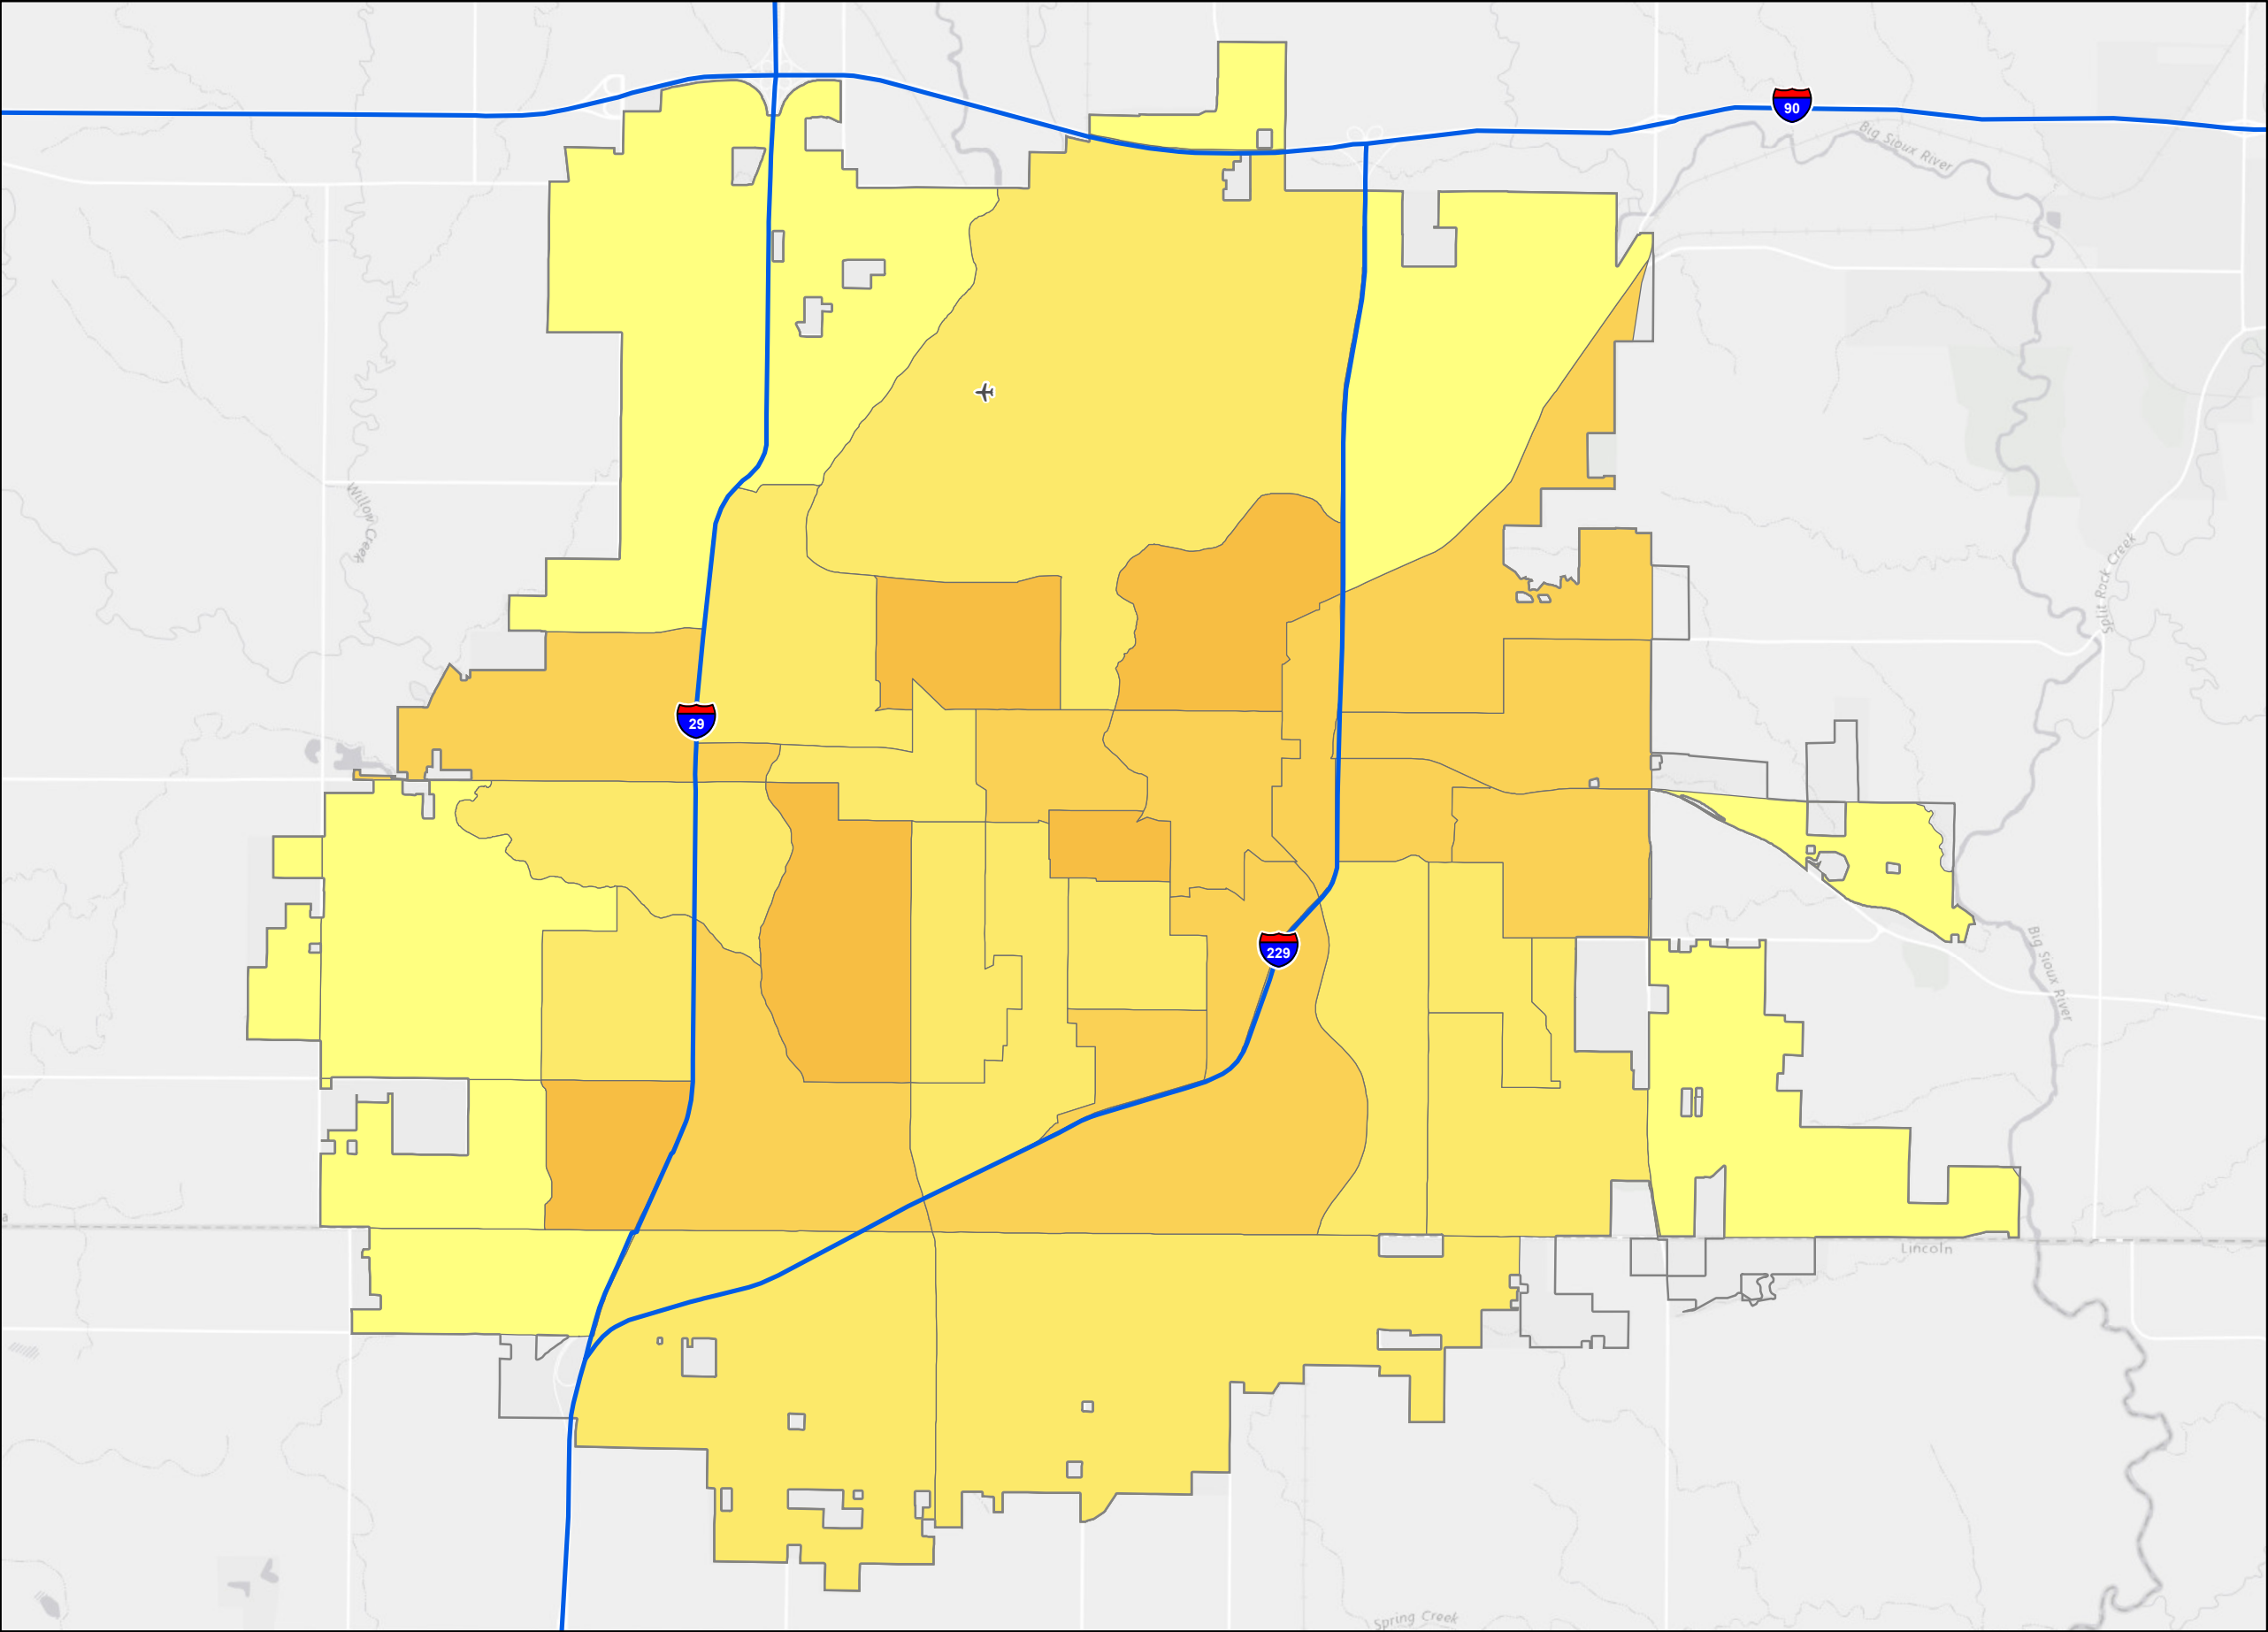 90
Big Sioux River
Willow Creek
Split Rock Creek
29
229
Big Sioux River
a
Lincoln
Spring Creek